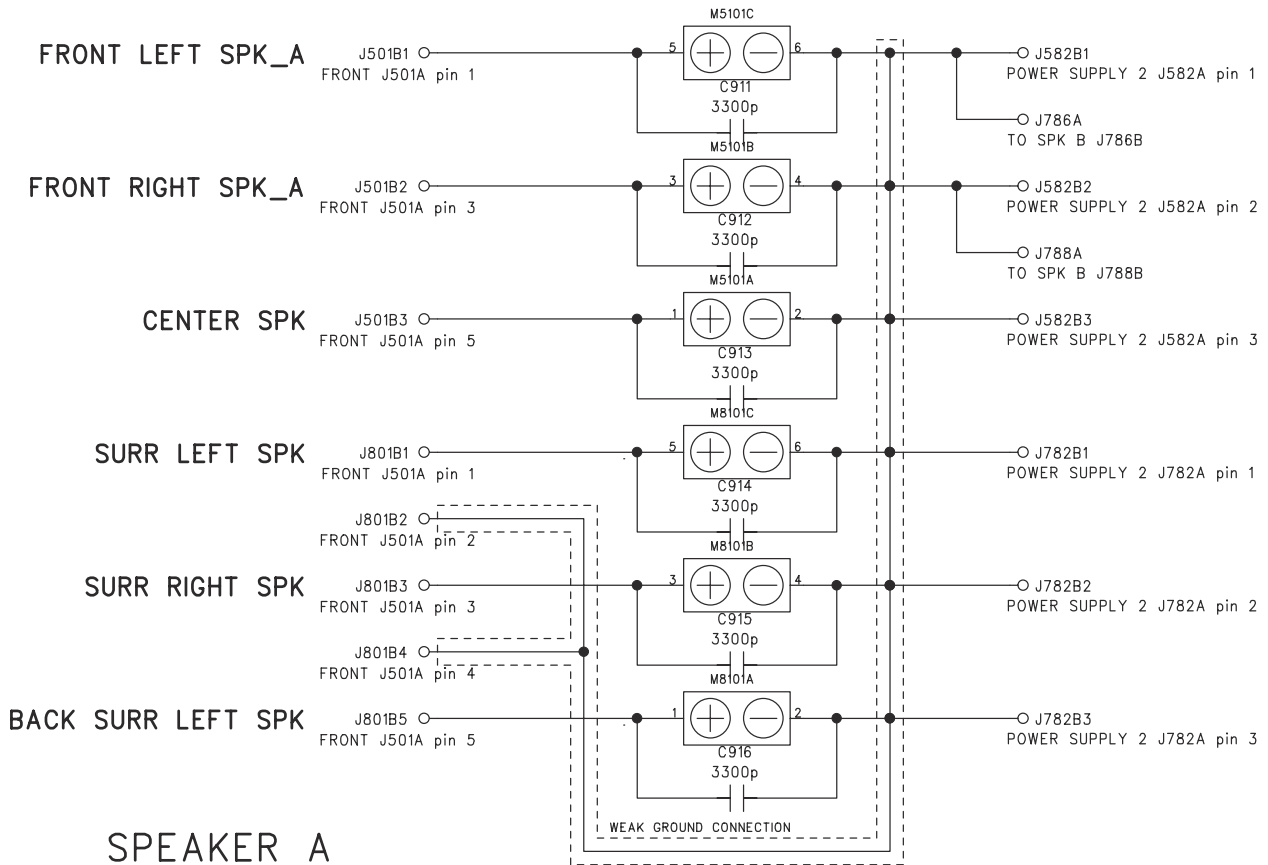 M5101C
FRONT LEFT SPK_A
J501B1
FRONT J501A pin 1
5
6
C911
3300p
J582B1
POWER SUPPLY 2 J582A pin 1
J786A
TO SPK B J786B
M5101B
FRONT RIGHT SPK_A
J501B2
FRONT J501A pin 3
3
4
C912
3300p
J582B2
POWER SUPPLY 2 J582A pin 2
J788A
TO SPK B J788B
M5101A
CENTER SPK
J501B3
FRONT J501A pin 5
1
2
C913
3300p
J582B3
POWER SUPPLY 2 J582A pin 3
M8101C
SURR LEFT SPK
J801B1
FRONT J501A pin 1
5
6
C914
3300p
J782B1
POWER SUPPLY 2 J782A pin 1
J801B2
FRONT J501A pin 2
M8101B
SURR RIGHT SPK
J801B3
FRONT J501A pin 3
3
4
C915
3300p
J782B2
POWER SUPPLY 2 J782A pin 2
J801B4
FRONT J501A pin 4
M8101A
BACK SURR LEFT SPK
J801B5
FRONT J501A pin 5
1
2
C916
3300p
J782B3
POWER SUPPLY 2 J782A pin 3
WEAK GROUND CONNECTION
SPEAKER A